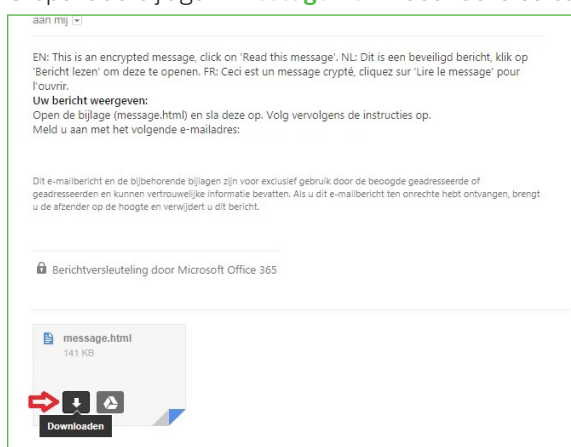 aan mij
EN: This is an encrypted message, click on 'Read this message'. NL: Dit is een beveiligd bericht, klik op
'Bericht lezen' om deze te openen. FR: Ceci est un message crypté, cliquez sur 'Lire le message' pour
l'ouvrir.
Uw bericht weergeven:
Open de bijlage (message.html) en sla deze op. Volg vervolgens de instructies op.
Meld u aan met het volgende e-mailadres:
Dit e-mailbericht en de bijbehorende bijlagen zijn voor exclusief gebruik door de beoogde geadresseerde of
geadresseerden en kunnen vertrouwelijke informatie bevatten. Als u dit e-mailbericht ten onrechte hebt ontvangen, brengt
u de afzender op de hoogte en verwijdert u dit bericht.
Berichtversleuteling door Microsoft Office 365
message.html
141 KB
Downloaden